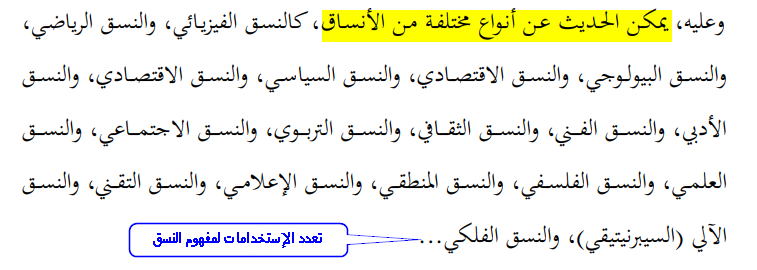 وعليه، يمكن الحديث عن أنواع مختلفة من الأنساق، كالنسق الفيزيائي، والنسق الرياضي،
والنسق البيولوجي، والنسق الاقتصادي، والنسق السياسي، والنسق الاقتصادي، والنسق
الأدبي، والنسق الفني، والنسق الثقافي، والنسق التربوي، والنسق الاجتماعي، والنسق
العلمي، والنسق الفلسفي، والنسق المنطقي، والنسق الإعلامي، والنسق التقني، والنسق
الآلي (السيبرنيتيقي)، والنسق الفلكي...
تعدد الإستخدامات لمفهوم النسق